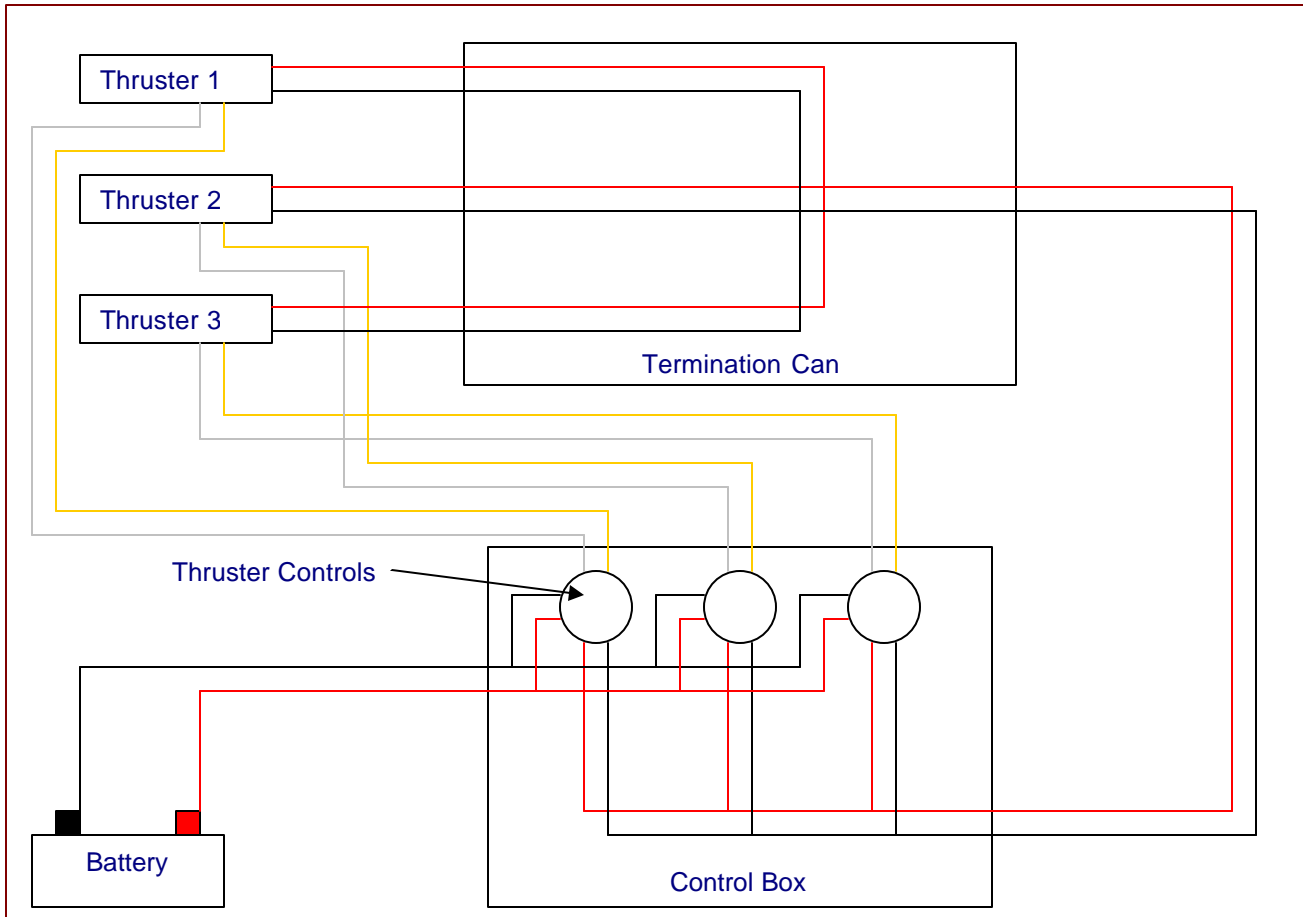 Thruster 1
Thruster 2
Thruster 3
Termination Can
Thruster Controls
Battery
Control Box